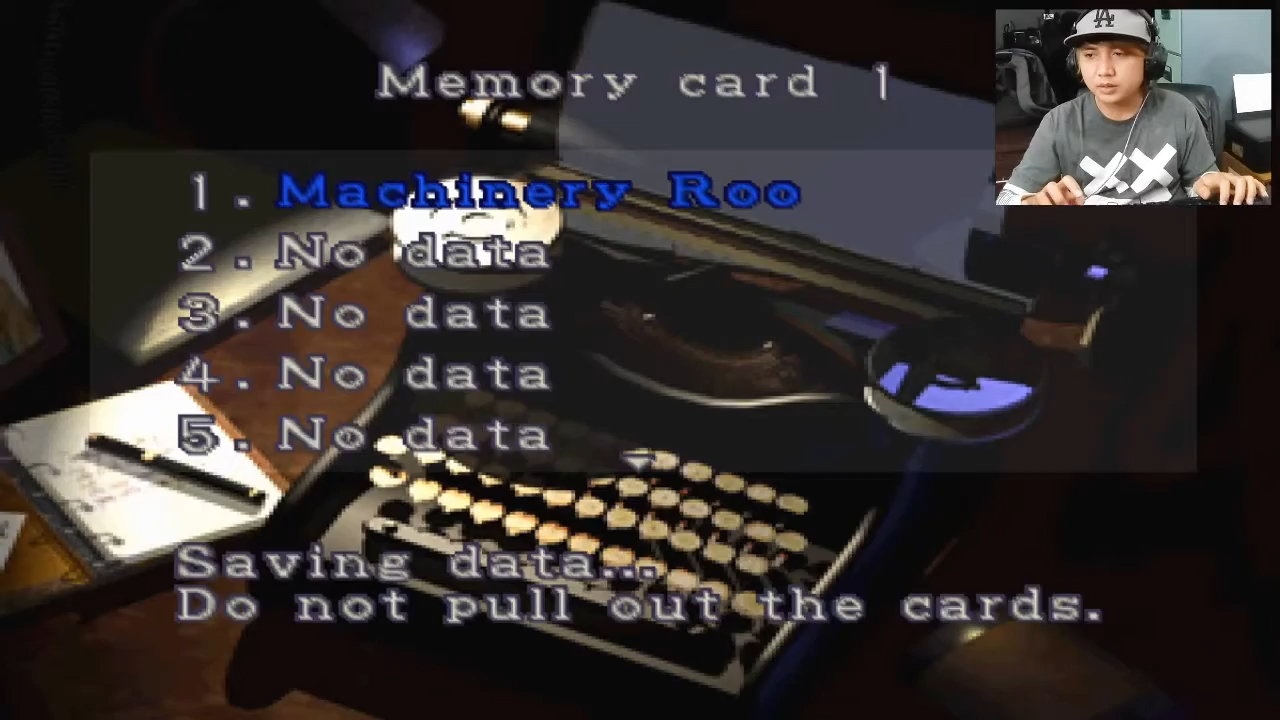 Memory card 1
1. Machinery Roo
2. No data
3. No data
4. No data
5. No data
Saving data...
Do not pull out the cards.